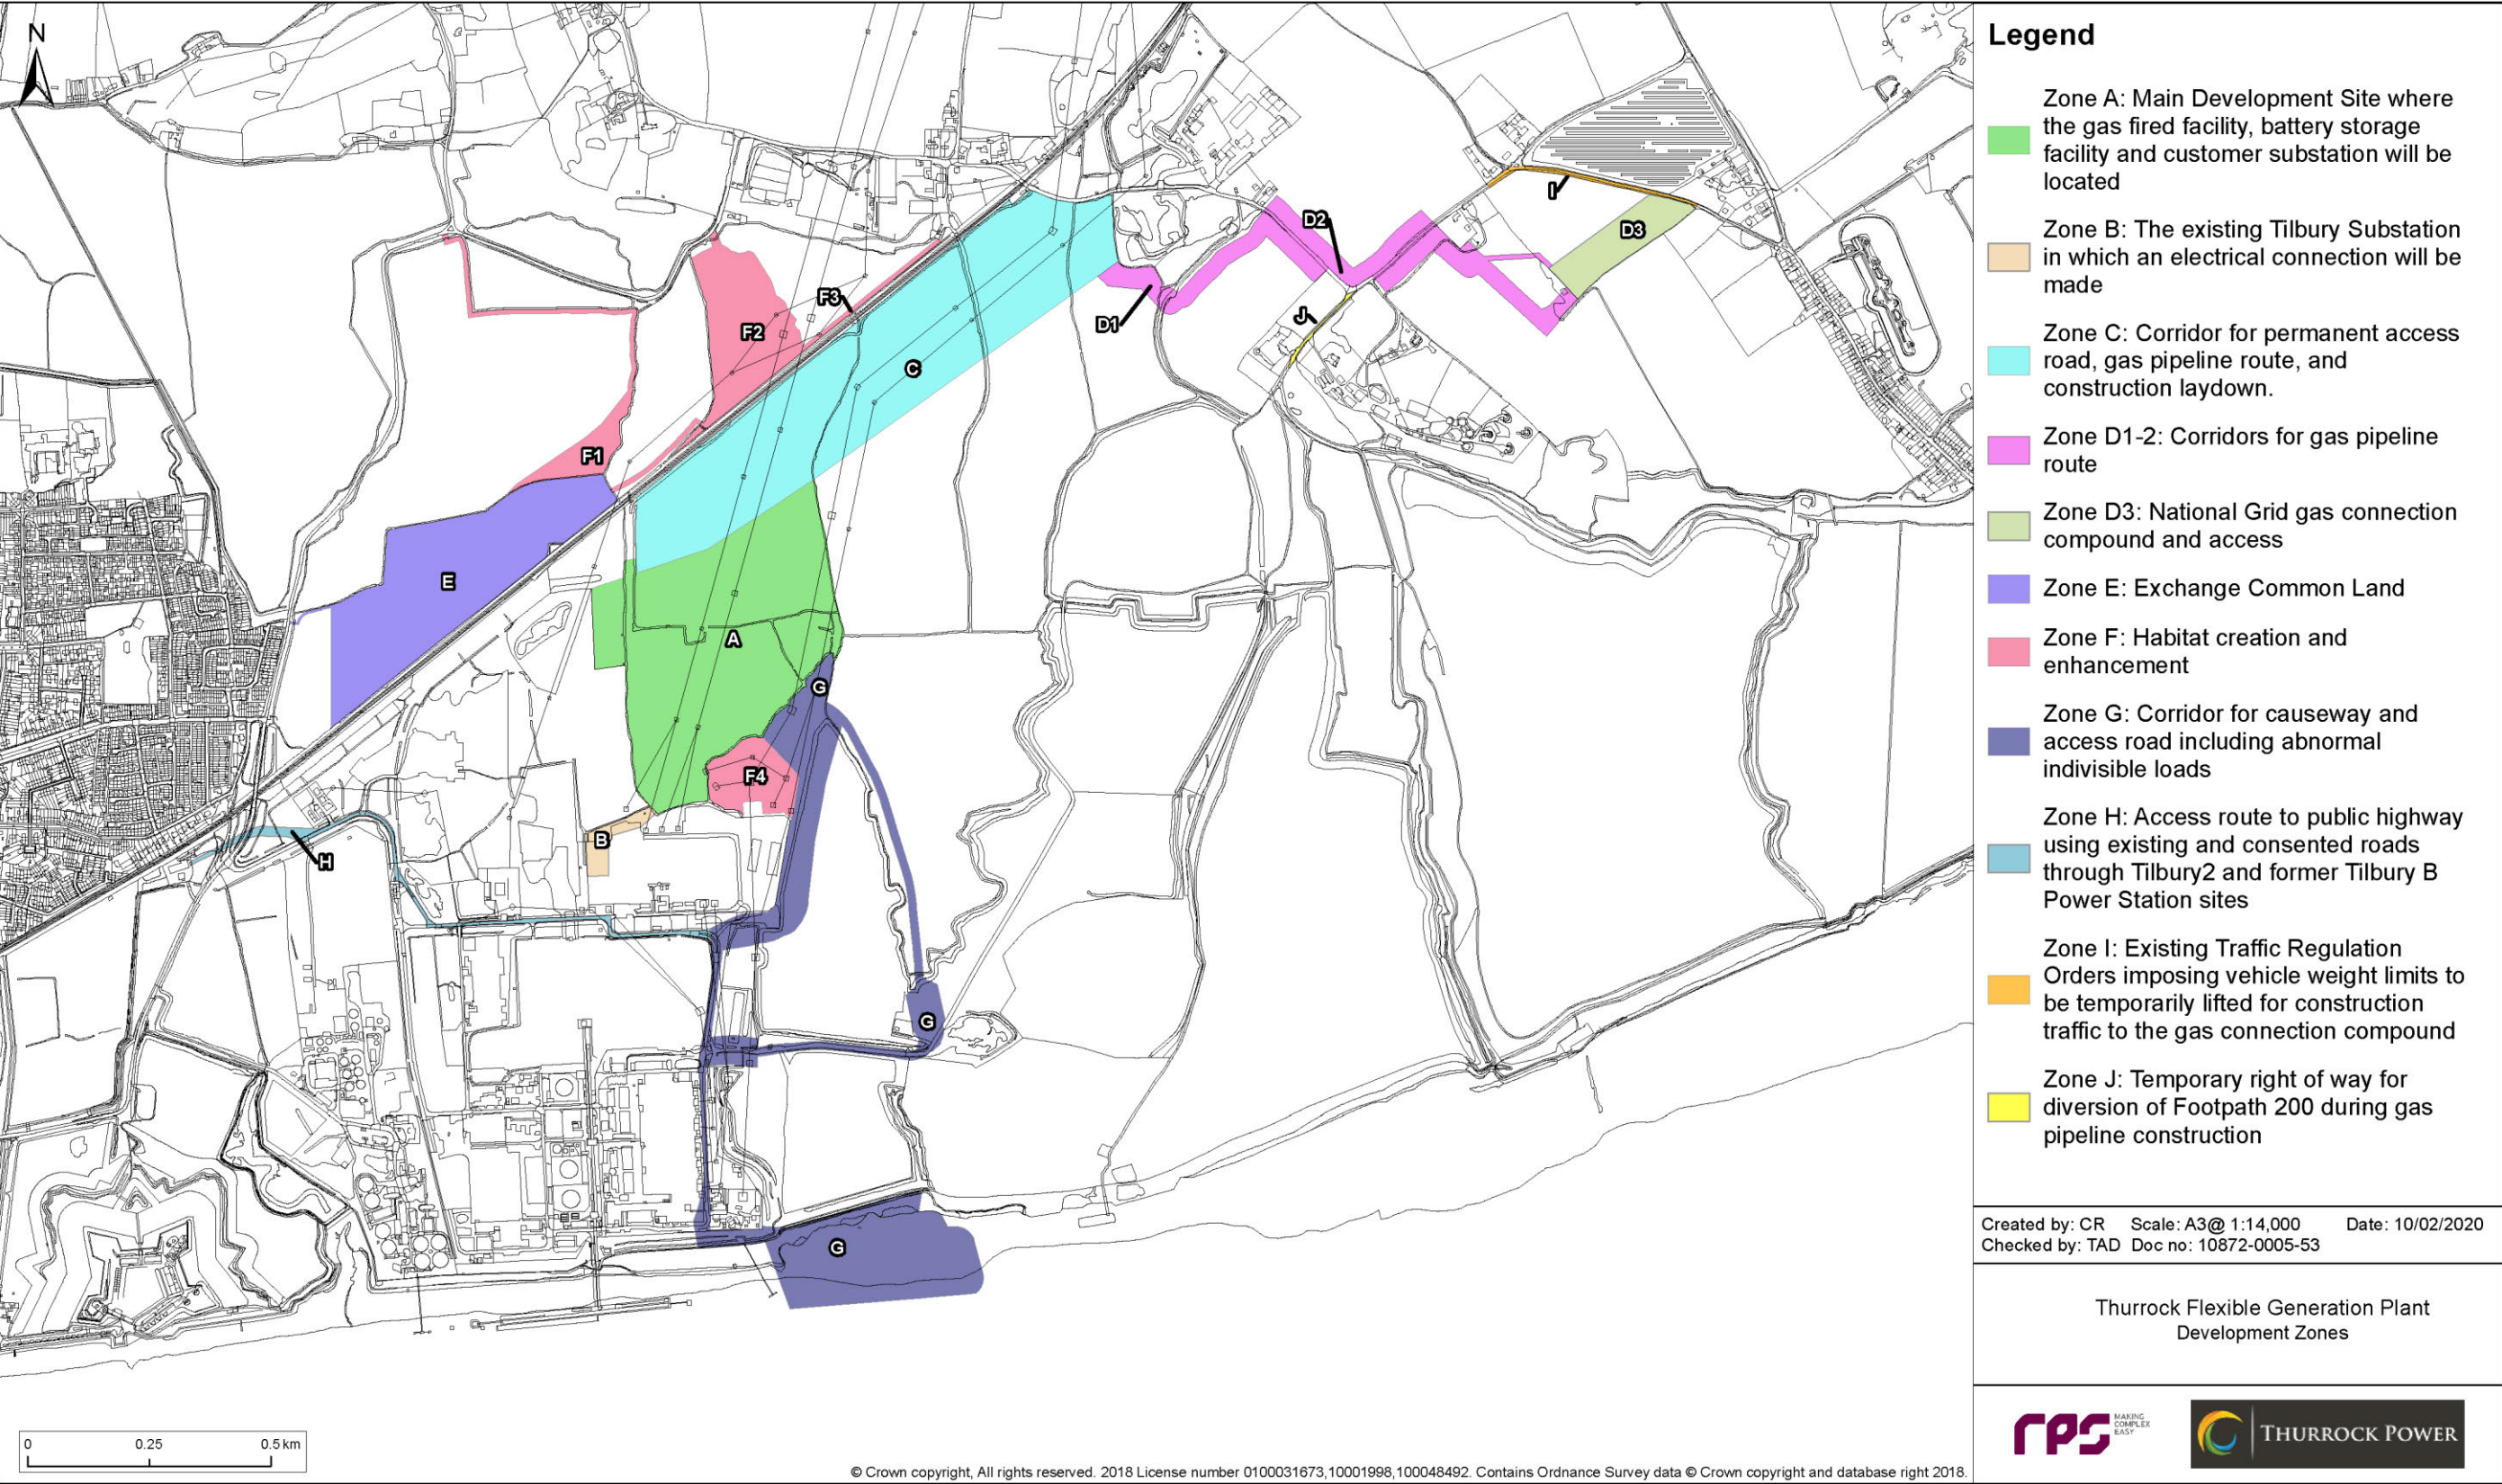 N
I
D3
D2
F3
D1
J
F2
C
F1
E
A
G
F4
B
H
G
G
0 0.25 0.5 km
© Crown copyright, All rights reserved. 2018 License number 0100031673,10001998,100048492. Contains Ordnance Survey data © Crown copyright and database right 2018.
Legend
Zone A: Main Development Site where
the gas fired facility, battery storage
facility and customer substation will be
located
Zone B: The existing Tilbury Substation
in which an electrical connection will be
made
Zone C: Corridor for permanent access
road, gas pipeline route, and
construction laydown.
Zone D1-2: Corridors for gas pipeline
route
Zone D3: National Grid gas connection
compound and access
Zone E: Exchange Common Land
Zone F: Habitat creation and
enhancement
Zone G: Corridor for causeway and
access road including abnormal
indivisible loads
Zone H: Access route to public highway
using existing and consented roads
through Tilbury2 and former Tilbury B
Power Station sites
Zone I: Existing Traffic Regulation
Orders imposing vehicle weight limits to
be temporarily lifted for construction
traffic to the gas connection compound
Zone J: Temporary right of way for
diversion of Footpath 200 during gas
pipeline construction
Created by: CR Scale: A3@ 1:14,000 Date: 10/02/2020
Checked by: TAD Doc no: 10872-0005-53
Thurrock Flexible Generation Plant
Development Zones
rps
MAKING
COMPLEX
EASY
THURROCK POWER